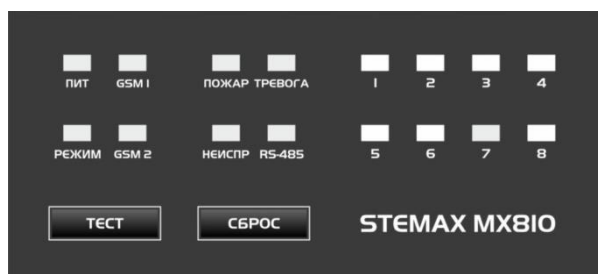 ПИТ GSM 1 ПОЖАР ТРЕВОГА 1 2 3 4
РЕЖИМ GSM 2 НЕИСПР RS-485 5 6 7 8
ТЕСТ СБРОС STEMAX MX810